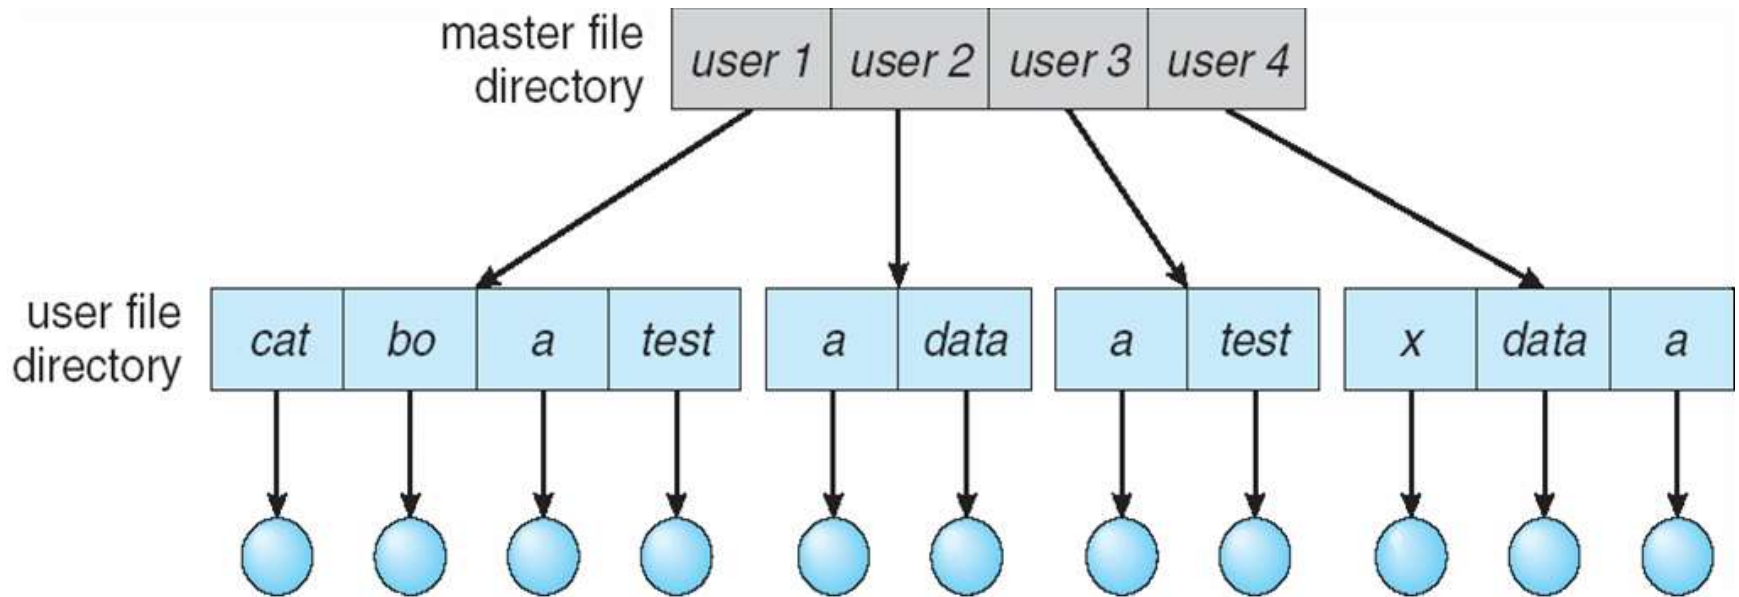 master file
directory
user 1 user 2 user 3 user 4
user file
directory
cat bo a test a data a test x data a